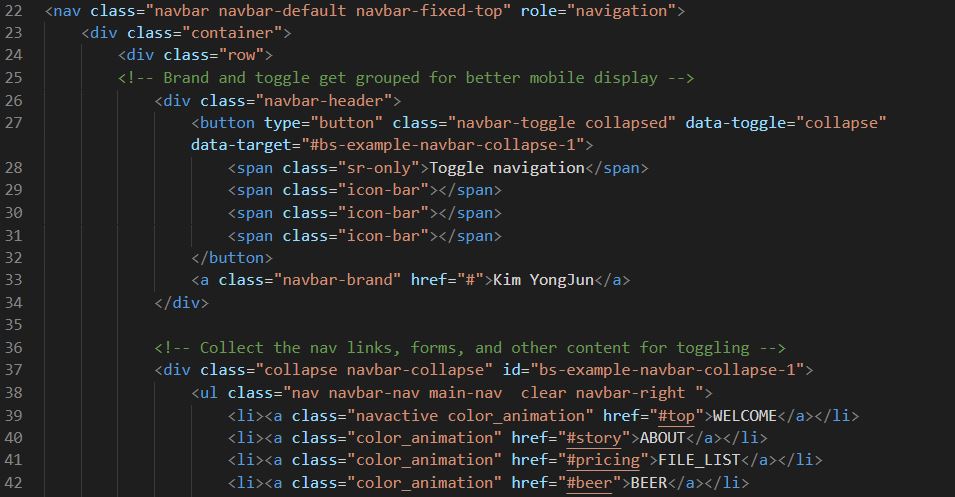 22 <nav class="navbar navbar-default navbar-fixed-top" role="navigation">
23 <div class="container">
24 <div class="row">
25 <!-- Brand and toggle get grouped for better mobile display -->
26 <div class="navbar-header">
27 <button type="button" class="navbar-toggle collapsed" data-toggle="collapse"
data-target="#bs-example-navbar-collapse-1">
28 <span class="sr-only">Toggle navigation</span>
29 <span class="icon-bar"></span>
30 <span class="icon-bar"></span>
31 <span class="icon-bar"></span>
32 </button>
33 <a class="navbar-brand" href="#">Kim YongJun</a>
34 </div>
35
36 <!-- Collect the nav links, forms, and other content for toggling -->
37 <div class="collapse navbar-collapse" id="bs-example-navbar-collapse-1">
38 <ul class="nav navbar-nav main-nav  clear navbar-right ">
39 <li><a class="navactive color_animation" href="#top">WELCOME</a></li>
40 <li><a class="color_animation" href="#story">ABOUT</a></li>
41 <li><a class="color_animation" href="#pricing">FILE_LIST</a></li>
42 <li><a class="color_animation" href="#beer">BEER</a></li>